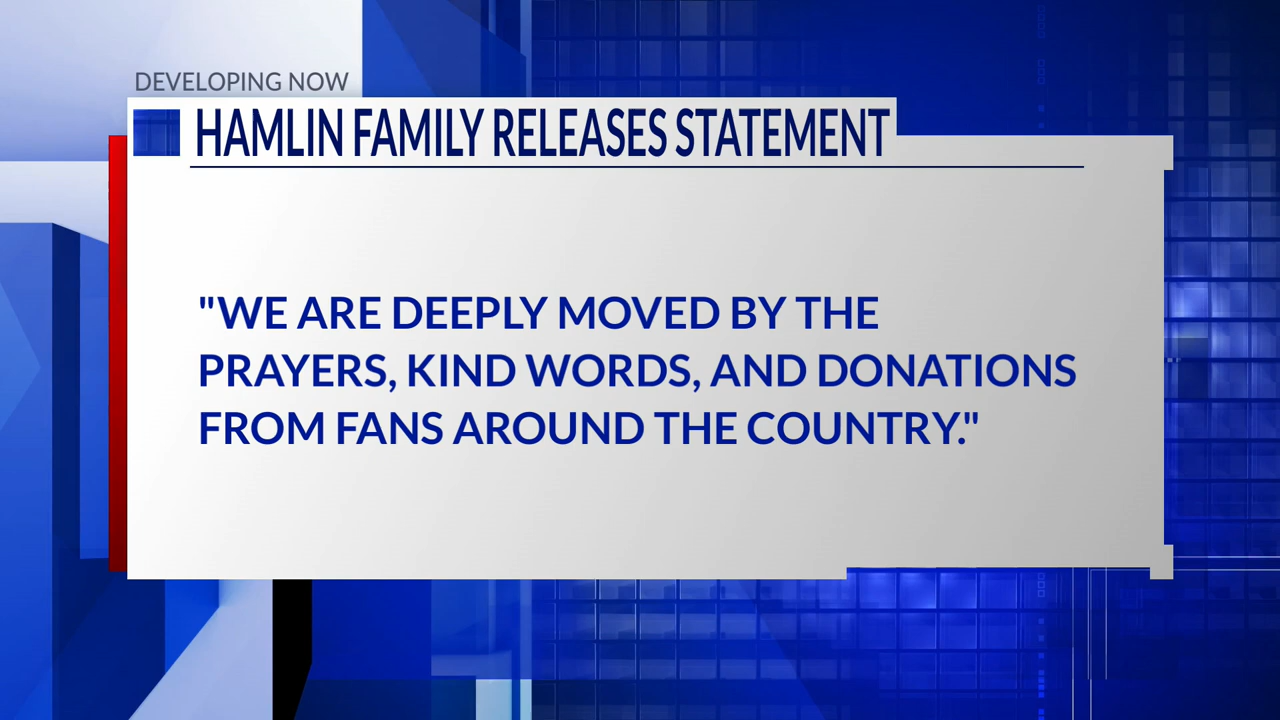 DEVELOPING NOW
HAMLIN FAMILY RELEASES STATEMENT
"WE ARE DEEPLY MOVED BY THE
PRAYERS, KIND WORDS, AND DONATIONS
FROM FANS AROUND THE COUNTRY."